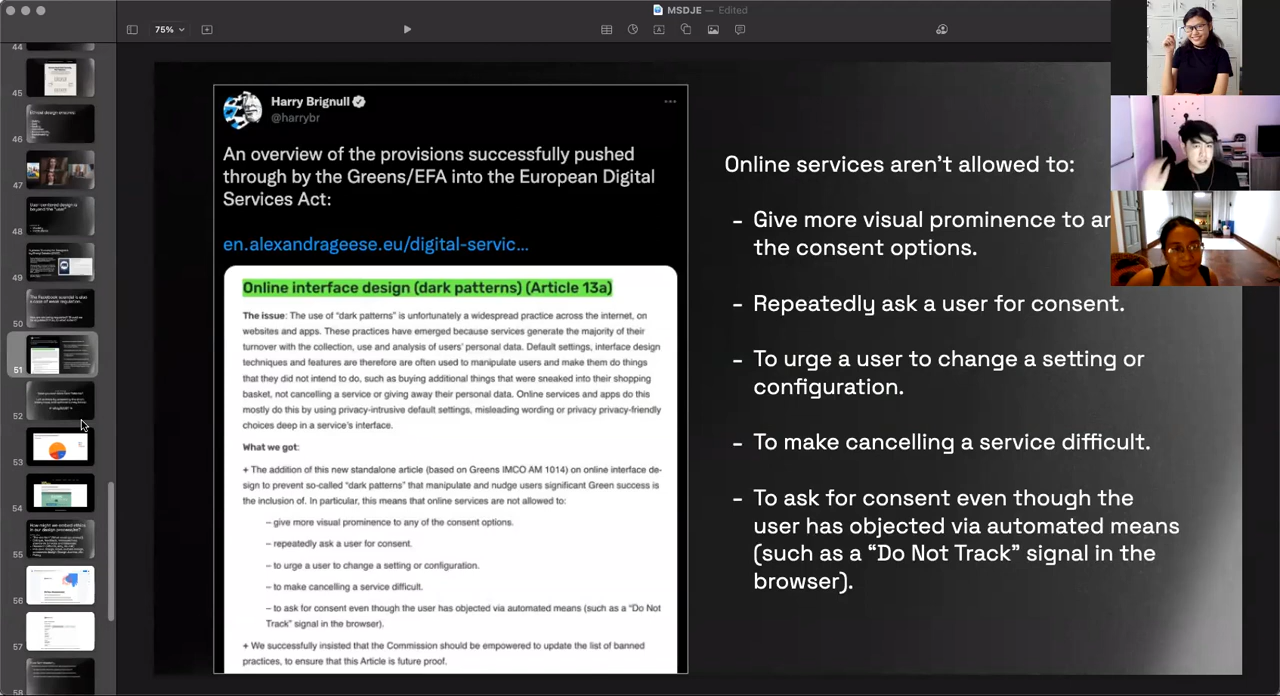 MSDJE — Edited
75%
44
45
46
47
48
49
50
51
52
53
54
55
56
57
58
Harry Brignull
@harrybr
An overview of the provisions successfully pushed
through by the Greens/EFA into the European Digital
Services Act:
en.alexandrageese.eu/digital-servic...
Online interface design (dark patterns) (Article 13a)
The issue: The use of “dark patterns” is unfortunately a widespread practice across the internet, on
websites and apps. These practices have emerged because services generate the majority of their
turnover with the collection, use and analysis of users’ personal data. Default settings, interface design
techniques and features are therefore are often used to manipulate users and make them do things
that they did not intend to do, such as buying additional things that were sneaked into their shopping
basket, not cancelling a service or giving away their personal data. Online services and apps do this
mostly do this by using privacy-intrusive default settings, misleading wording or privacy privacy-friendly
choices deep in a service’s interface.
What we got:
+ The addition of this new standalone article (based on Greens IMCO AM 1014) on online interface de-
sign to prevent so-called “dark patterns” that manipulate and nudge users significant Green success is
the inclusion of. In particular, this means that online services are not allowed to:
– give more visual prominence to any of the consent options.
– repeatedly ask a user for consent.
– to urge a user to change a setting or configuration.
– to make cancelling a service difficult.
– to ask for consent even though the user has objected via automated means (such as a “Do Not
Track” signal in the browser).
+ We successfully insisted that the Commission should be empowered to update the list of banned
practices, to ensure that this Article is future proof.
Online services aren’t allowed to:
- Give more visual prominence to
the consent options.
- Repeatedly ask a user for consent.
- To urge a user to change a setting or
configuration.
- To make cancelling a service difficult.
- To ask for consent even though the
user has objected via automated means
(such as a “Do Not Track” signal in the
browser).